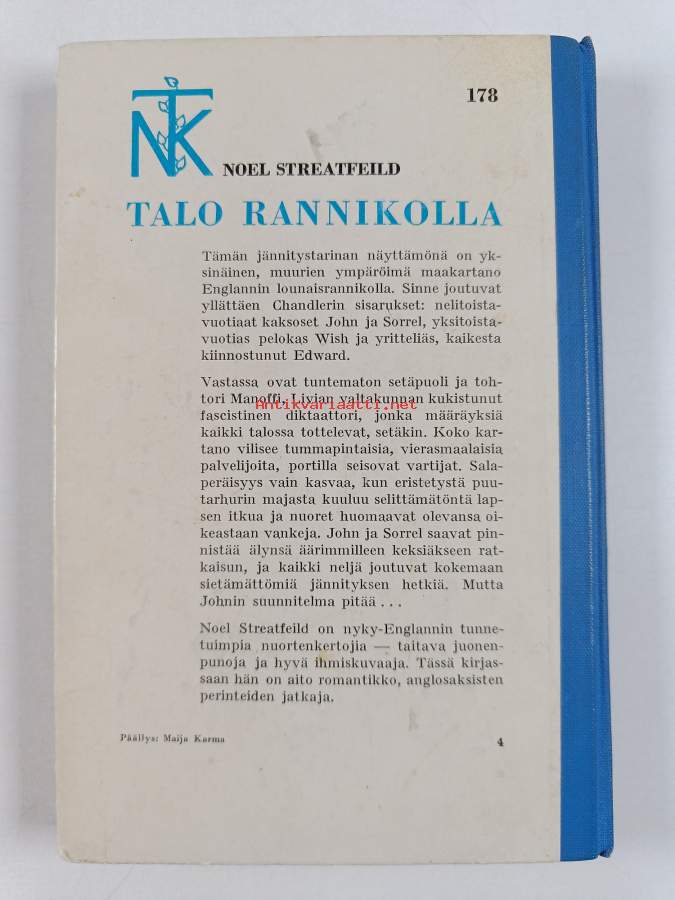 NTK
178
NOEL STREATFEILD
TALO RANNIKOLLA
Tämän jännitystarinan näyttämönä on yk-
sinäinen, muurien ympäröimä maakartano
Englannin lounaisrannikolla. Sinne joutuvat
yllättäen Chandlerin sisarukset: nelitoista-
vuotiaat kaksoset John ja Sorrel, yksitoista-
vuotias pelokas Wish ja yritteliäs, kaikesta
kiinnostunut Edward.
Vastassa ovat tuntematon setäpuoli ja toh-
tori Manoffi, Livian valtakunnan kukistunut
Antikvariaatti.net
fascistinen diktaattori, jonka määräyksiä
kaikki talossa tottelevat, setäkin. Koko kar-
tano vilisee tummapintaisia, vierasmaalaisia
palvelijoita, portilla seisovat vartijat. Sala-
peräisyys vain kasvaa, kun eristetystä puu-
tarhurin majasta kuuluu selittämätöntä lap-
sen itkua ja nuoret huomaavat olevansa oi-
keastaan vankeja. John ja Sorrel saavat pin-
nistää älynsä äärimmilleen keksiäkseen rat-
kaisun, ja kaikki neljä joutuvat kokemaan
sietämättömiä jännityksen hetkiä. Mutta
Johnin suunnitelma pitää . . .
Noel Streatfeild on nyky-Englannin tunne-
tuimpia nuortenkertojia — taitava juonen-
punoja ja hyvä ihmiskuvaaja. Tässä kirjas-
saan hän on aito romantikko, anglosaksisten
perinteiden jatkaja.
Päällys: Maija Karma
4